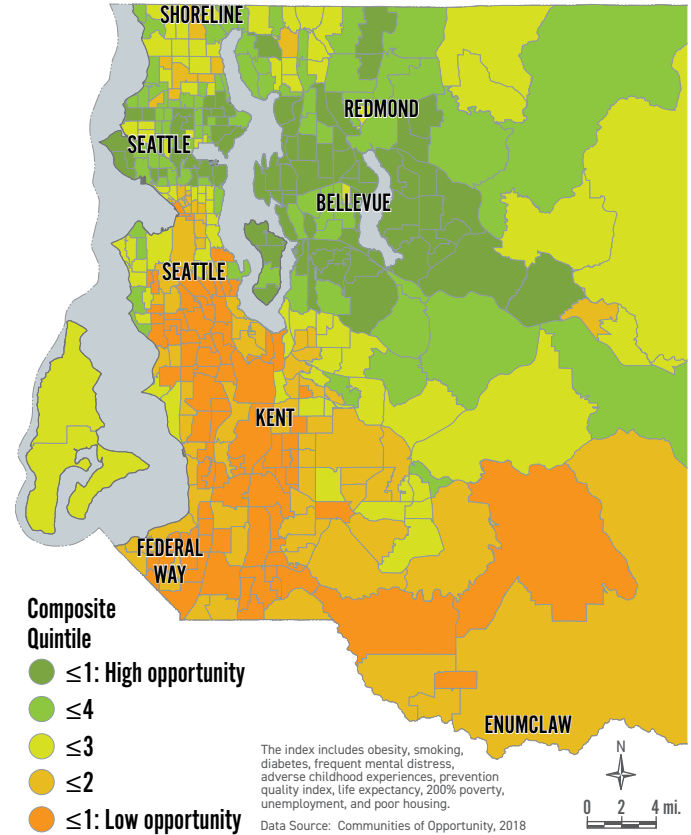 SHORELINE
REDMOND
SEATTLE
BELLEVUE
SEATTLE
KENT
FEDERAL
WAY
ENUMCLAW
Composite
Quintile
≤1: High opportunity
≤4
≤3
≤2
≤1: Low opportunity
The index includes obesity, smoking,
diabetes, frequent mental distress,
adverse childhood experiences, prevention
quality index, life expectancy, 200% poverty,
unemployment, and poor housing.
Data Source: Communities of Opportunity, 2018
N
0 2 4 mi.